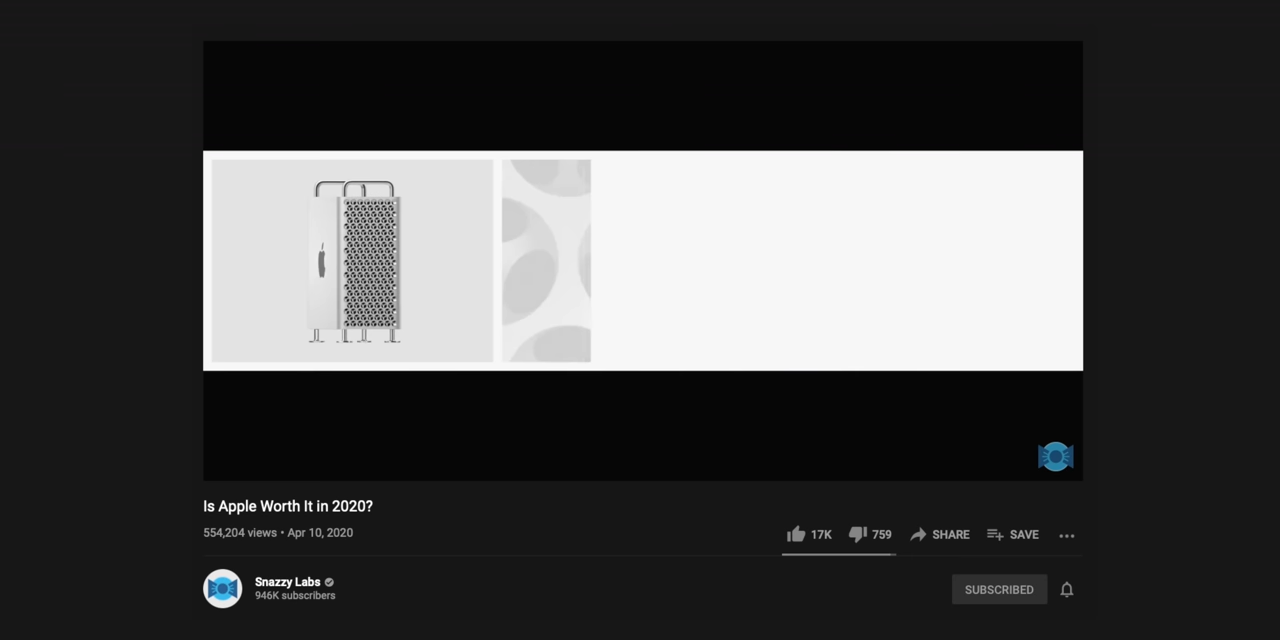 Is Apple Worth It in 2020?
554,204 views • Apr 10, 2020
17K 759 SHARE SAVE
Snazzy Labs
946K subscribers
SUBSCRIBED